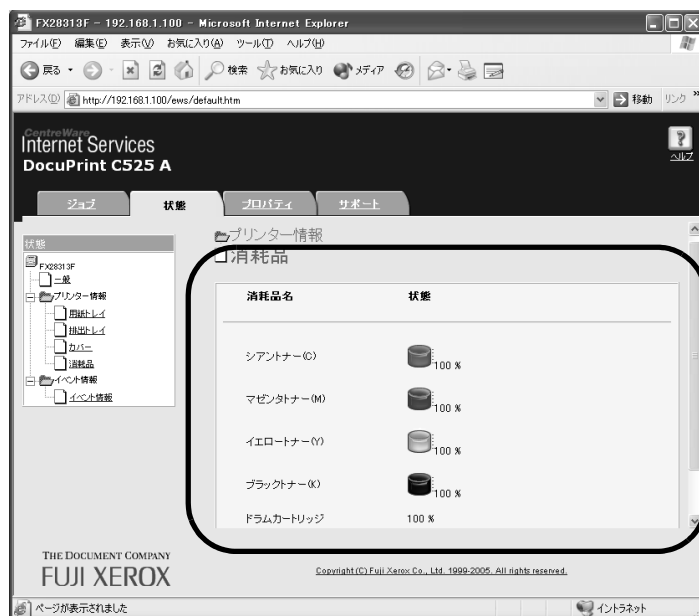 FX28313F - 192.168.1.100 - Microsoft Internet Explorer
ファイル(F) 編集(E) 表示(V) お気に入り(A) ツール(T) ヘルプ(H)
戻る 検索 お気に入り メディア
アドレス(D) http://192.168.1.100/ews/default.htm 移動 リンク »
CentreWare
Internet Services
DocuPrint C525 A
ヘルプ
ジョブ 状態 プロパティ サポート
状態
FX28313F
一般
プリンター情報
用紙トレイ
排出トレイ
カバー
消耗品
イベント情報
イベント情報
プリンター情報
消耗品
消耗品名 状態
シアントナー(C) 100 %
マゼンタトナー(M) 100 %
イエロートナー(Y) 100 %
ブラックトナー(K) 100 %
ドラムカートリッジ 100 %
THE DOCUMENT COMPANY
FUJI XEROX
Copyright(C) Fuji Xerox Co., Ltd. 1999-2005. All rights reserved.
ページが表示されました イントラネット